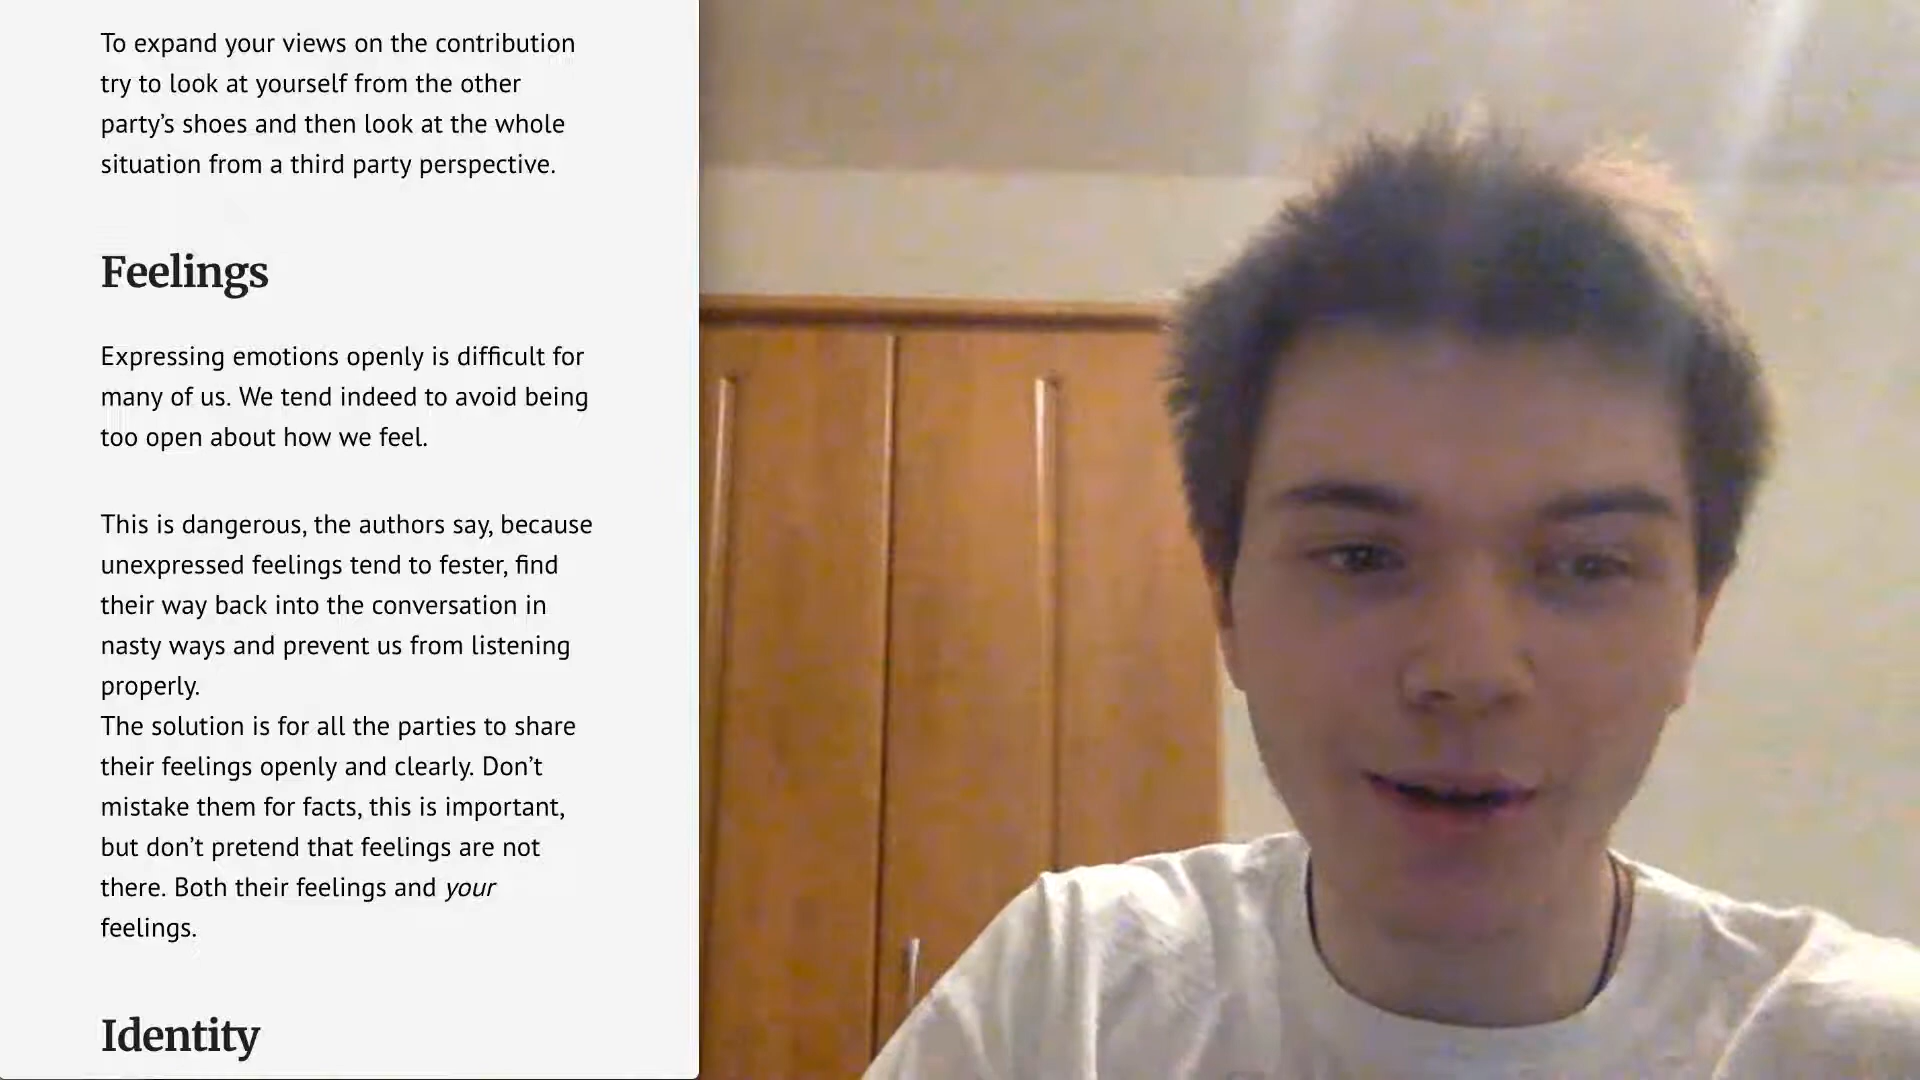 To expand your views on the contribution
try to look at yourself from the other
party’s shoes and then look at the whole
situation from a third party perspective.
Feelings
Expressing emotions openly is difficult for
many of us. We tend indeed to avoid being
too open about how we feel.
This is dangerous, the authors say, because
unexpressed feelings tend to fester, find
their way back into the conversation in
nasty ways and prevent us from listening
properly.
The solution is for all the parties to share
their feelings openly and clearly. Don’t
mistake them for facts, this is important,
but don’t pretend that feelings are not
there. Both their feelings and your
feelings.
Identity